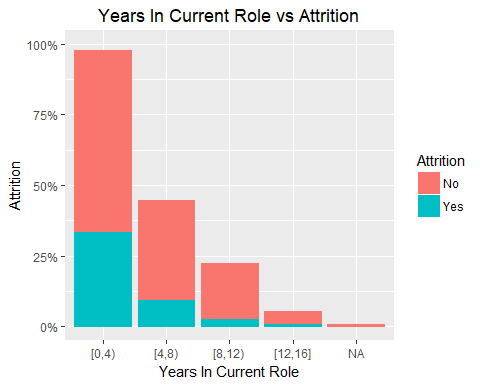 Years In Current Role vs Attrition
100%
75%
50%
25%
0%
Attrition
[0,4)
[4,8)
[8,12)
[12,16]
NA
Years In Current Role
Attrition
No
Yes